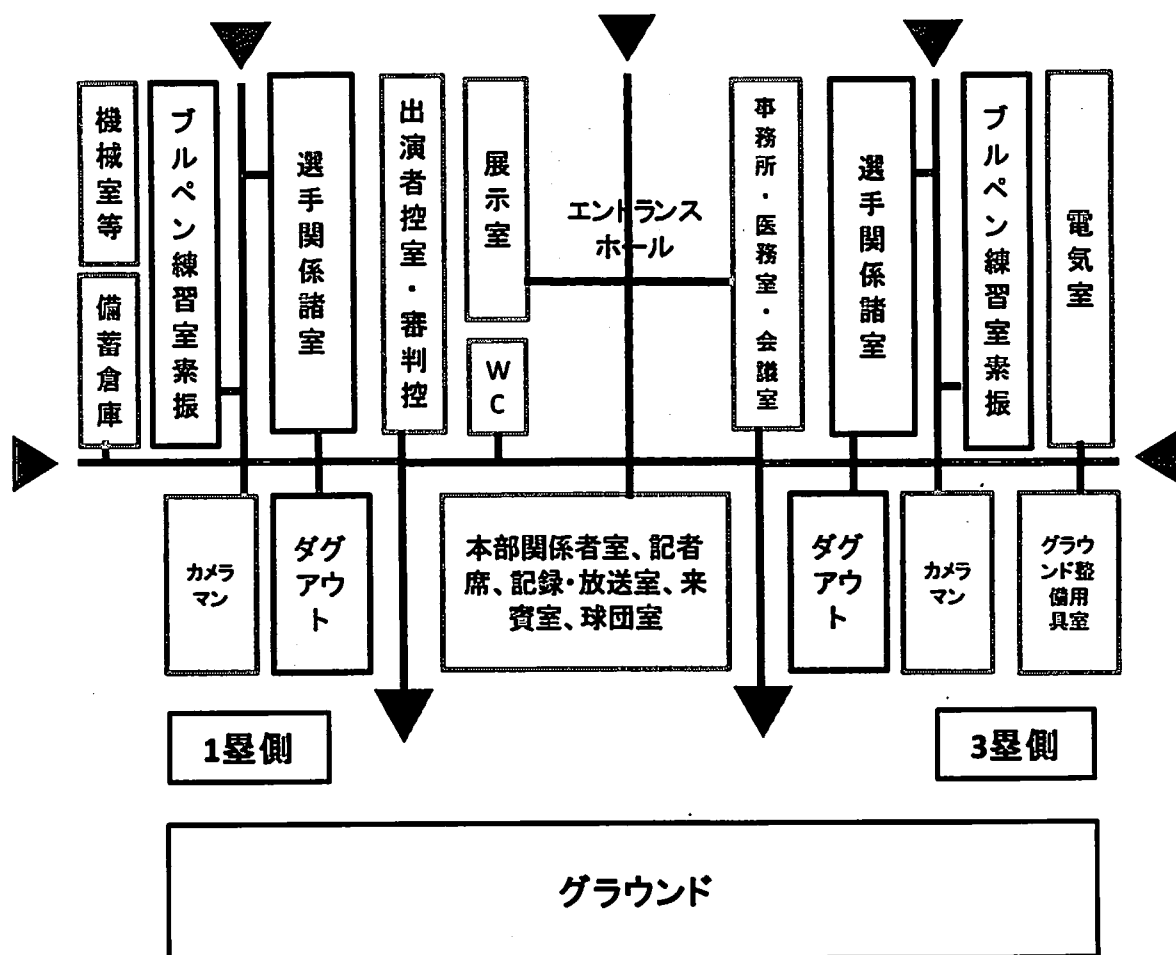 機械室等
ブルペン練習室素振
選手関係諸室
出演者控室・審判控
展示室
エントランス
ホール
事務所・医務室・会議室
選手関係諸室
ブルペン練習室素振
電気室
備蓄倉庫
WC
カメラ
マン
ダグ
アウ
ト
本部関係者室、記者
席、記録・放送室、来
賓室、球団室
ダグ
アウ
ト
カメラ
マン
グラウ
ンド整
備用
具室
1塁側
3塁側
グラウンド